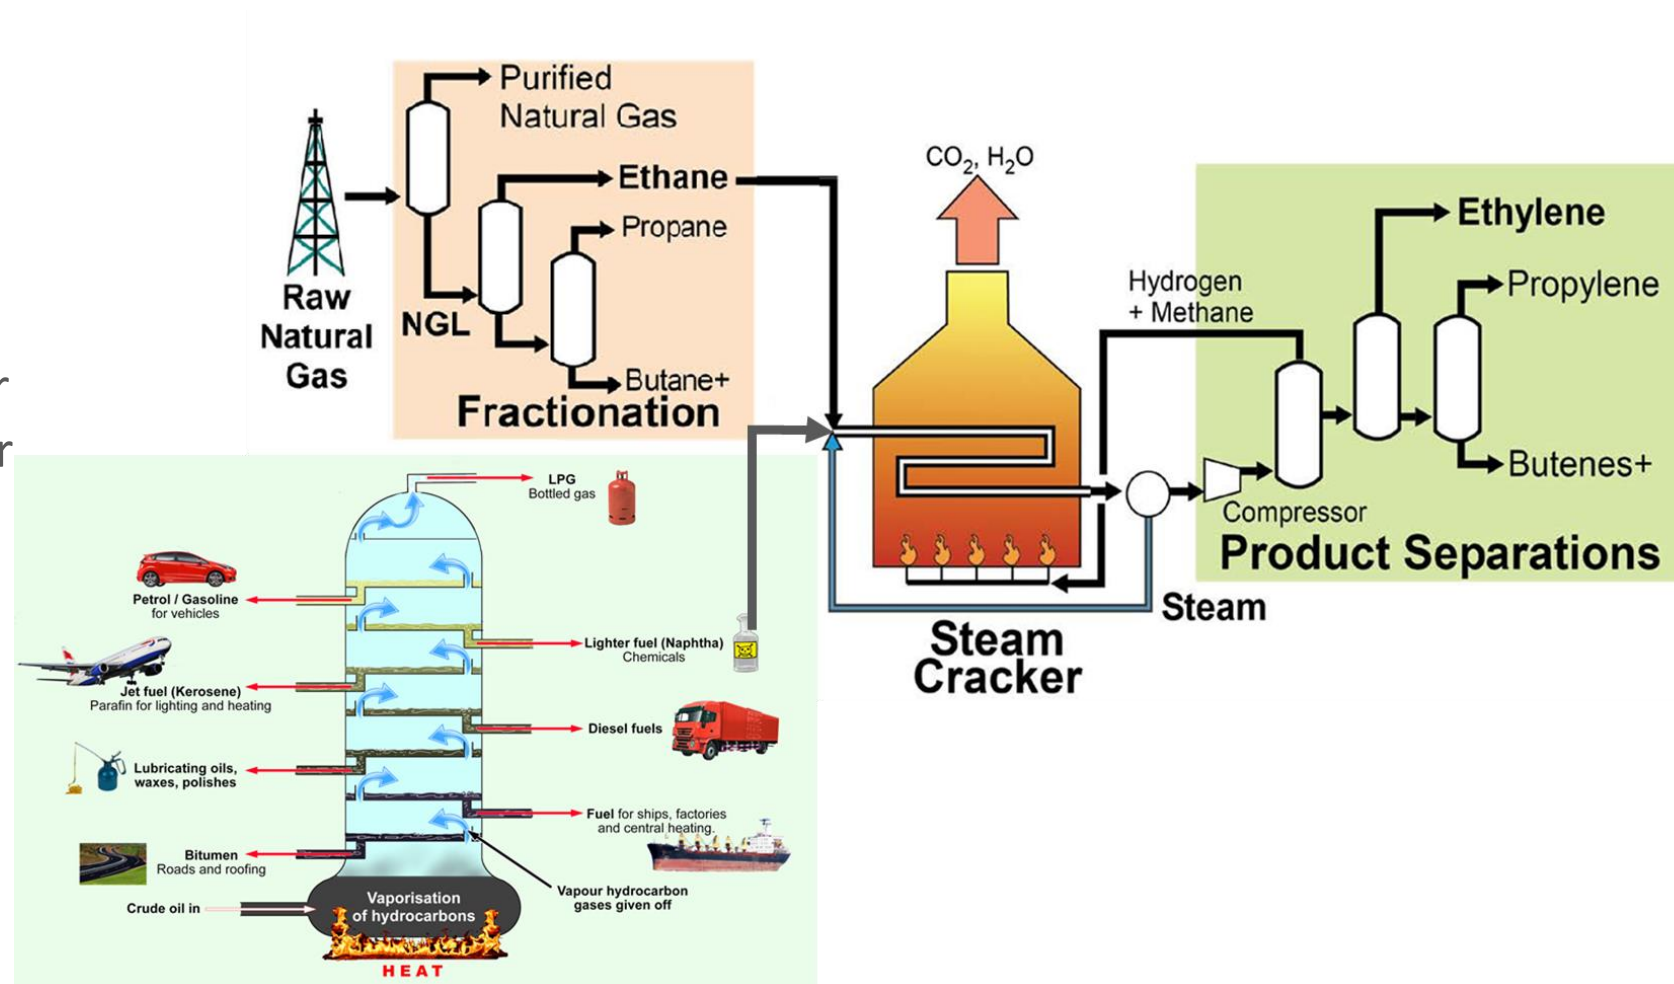 Purified
Natural Gas
Ethane
Propane
Raw
Natural
Gas
NGL
Butane+
Fractionation
CO₂, H₂O
Hydrogen
+ Methane
Ethylene
Propylene
Butenes+
Compressor
Product Separations
Steam
Steam
Cracker
r
r
LPG
Bottled gas
Petrol / Gasoline
for vehicles
Lighter fuel (Naphtha)
Chemicals
Jet fuel (Kerosene)
Parafin for lighting and heating
Diesel fuels
Lubricating oils,
waxes, polishes
Fuel for ships, factories
and central heating.
Bitumen
Roads and roofing
Vapour hydrocarbon
gases given off
Crude oil in
Vaporisation
of hydrocarbons
HEAT